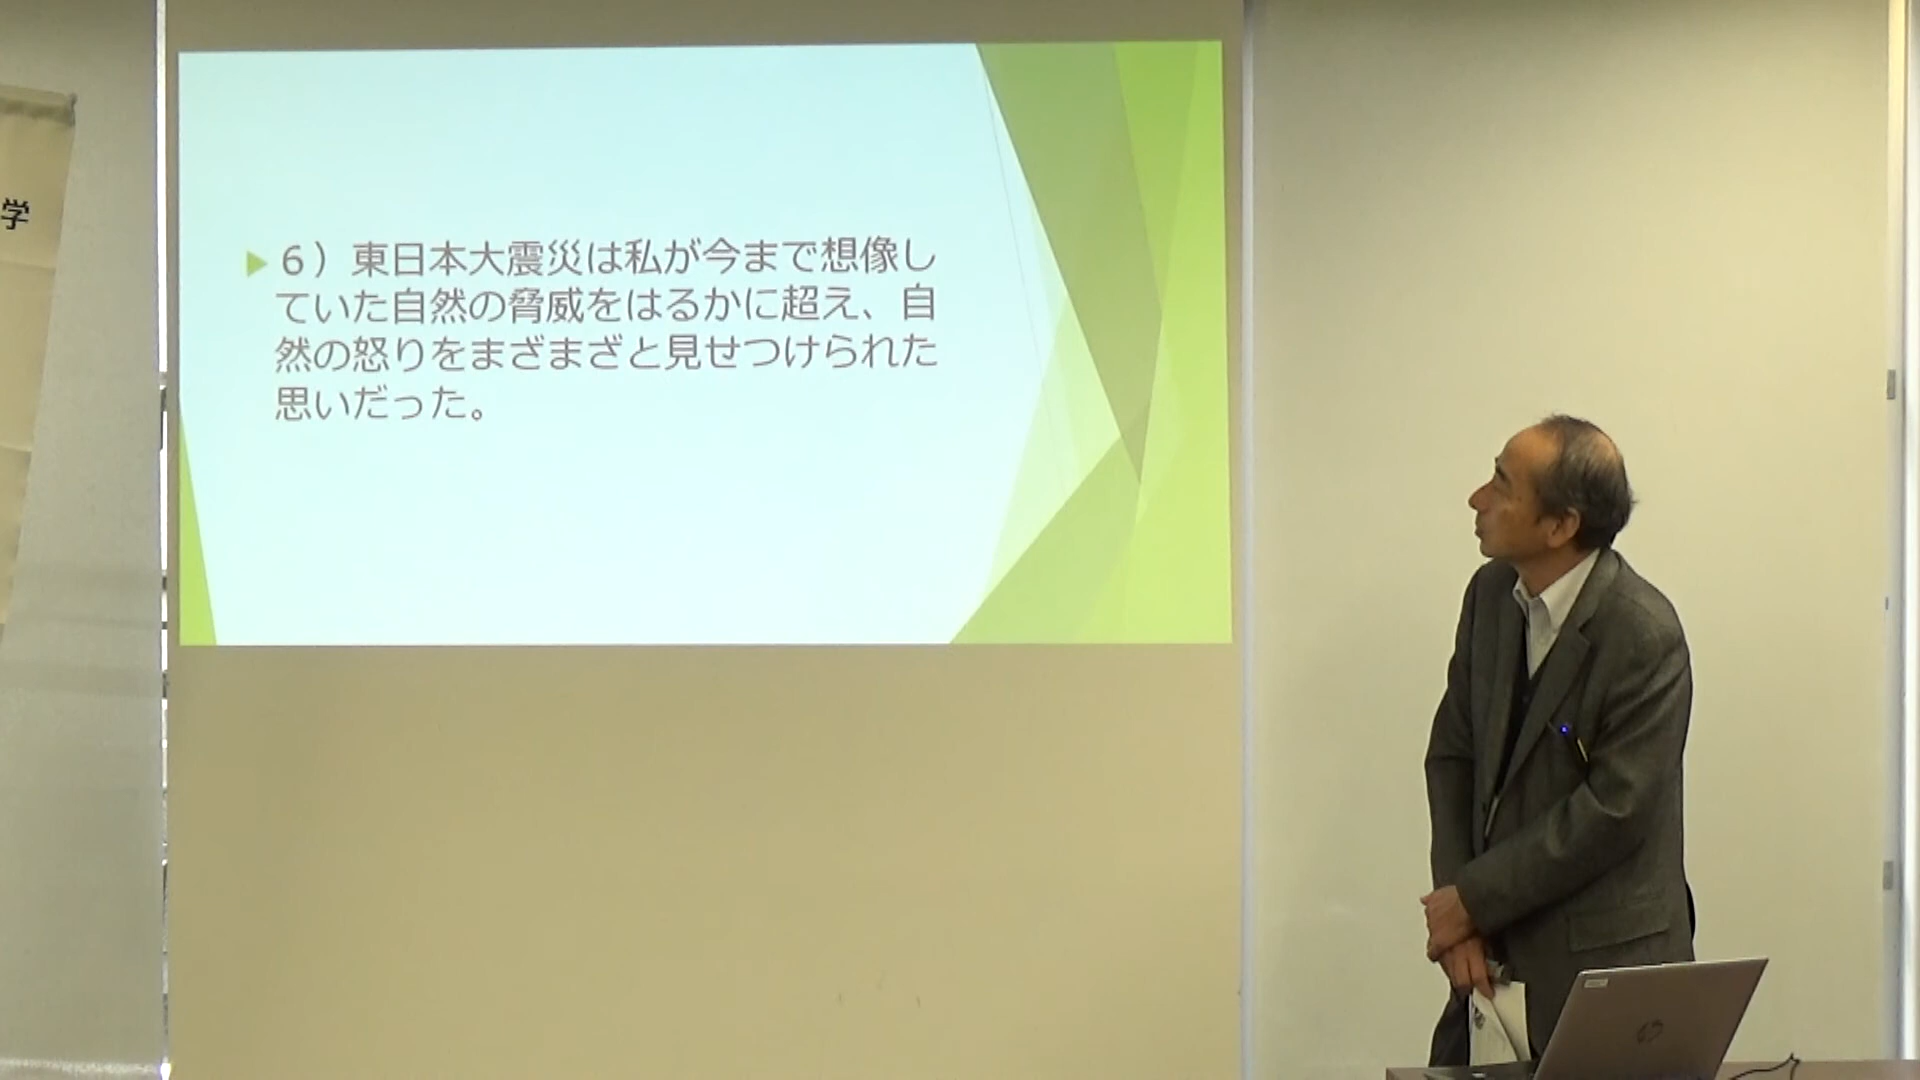 学
６）東日本大震災は私が今まで想像し
ていた自然の脅威をはるかに超え、自
然の怒りをまざまざと見せつけられた
思いだった。
hp